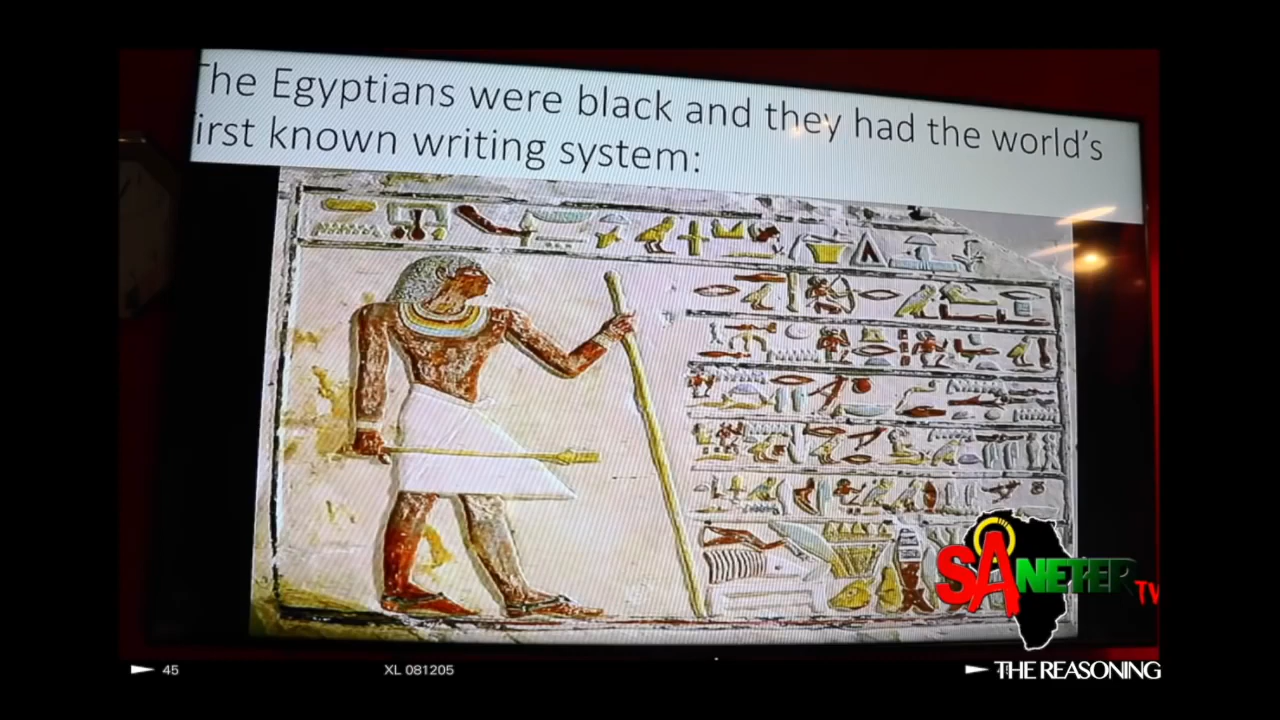 The Egyptians were black and they had the world's
irst known writing system:
SANETER TV
45
XL 081205
THE REASONING